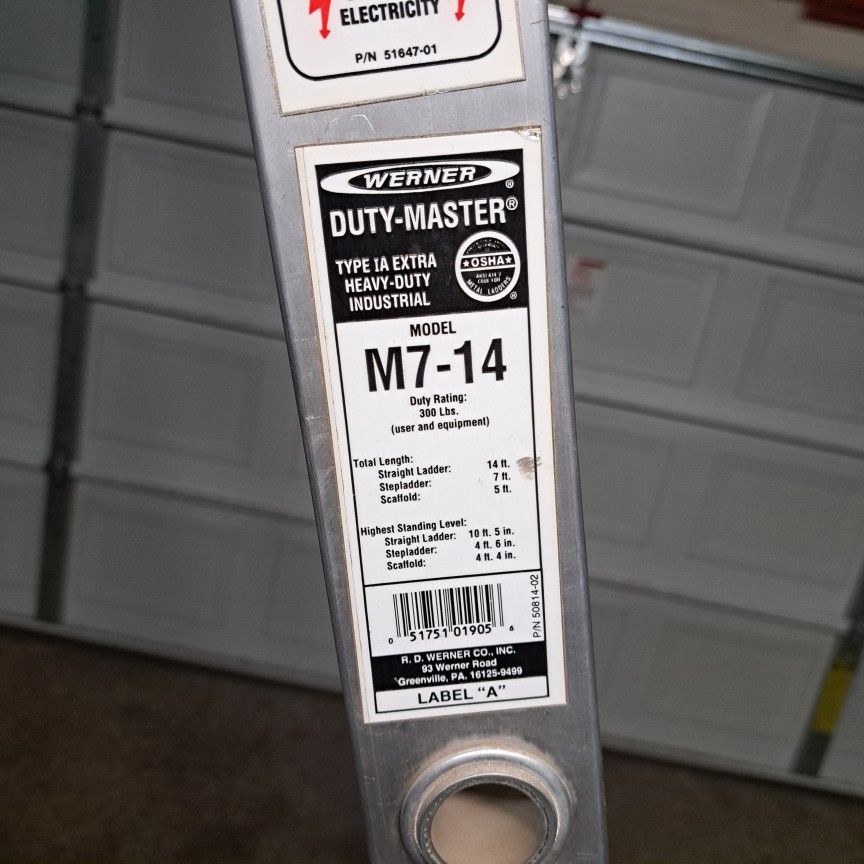 ELECTRICITY
P/N 51647-01
WERNER®
DUTY-MASTER®
TYPE IA EXTRA
HEAVY-DUTY
INDUSTRIAL
★OSHA★
METAL LADDERS
®
MODEL
M7-14
Duty Rating:
300 Lbs.
(user and equipment)
Total Length:
Straight Ladder: 14 ft.
Stepladder: 7 ft.
Scaffold: 5 ft.
Highest Standing Level:
Straight Ladder: 10 ft. 5 in.
Stepladder: 4 ft. 6 in.
Scaffold: 4 ft. 4 in.
0 51751 01905 6
P/N 50814-02
R. D. WERNER CO., INC.
93 Werner Road
Greenville, PA. 16125-9499
LABEL "A"